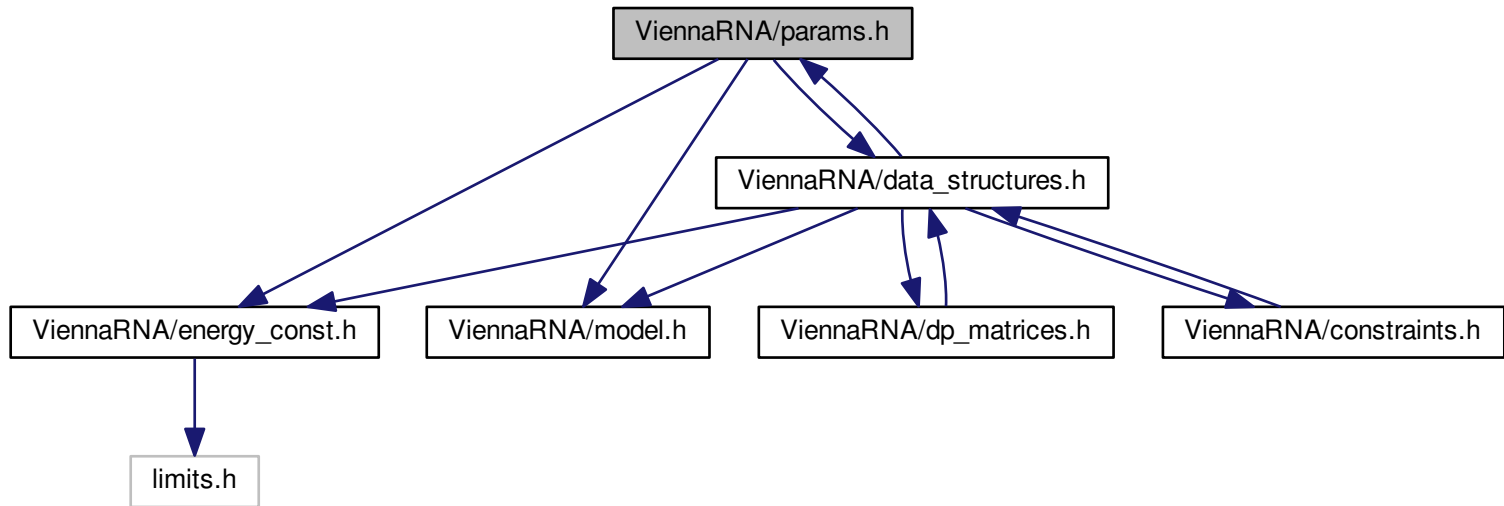 ViennaRNA/params.h
ViennaRNA/data_structures.h
ViennaRNA/energy_const.h
ViennaRNA/model.h
ViennaRNA/dp_matrices.h
ViennaRNA/constraints.h
limits.h